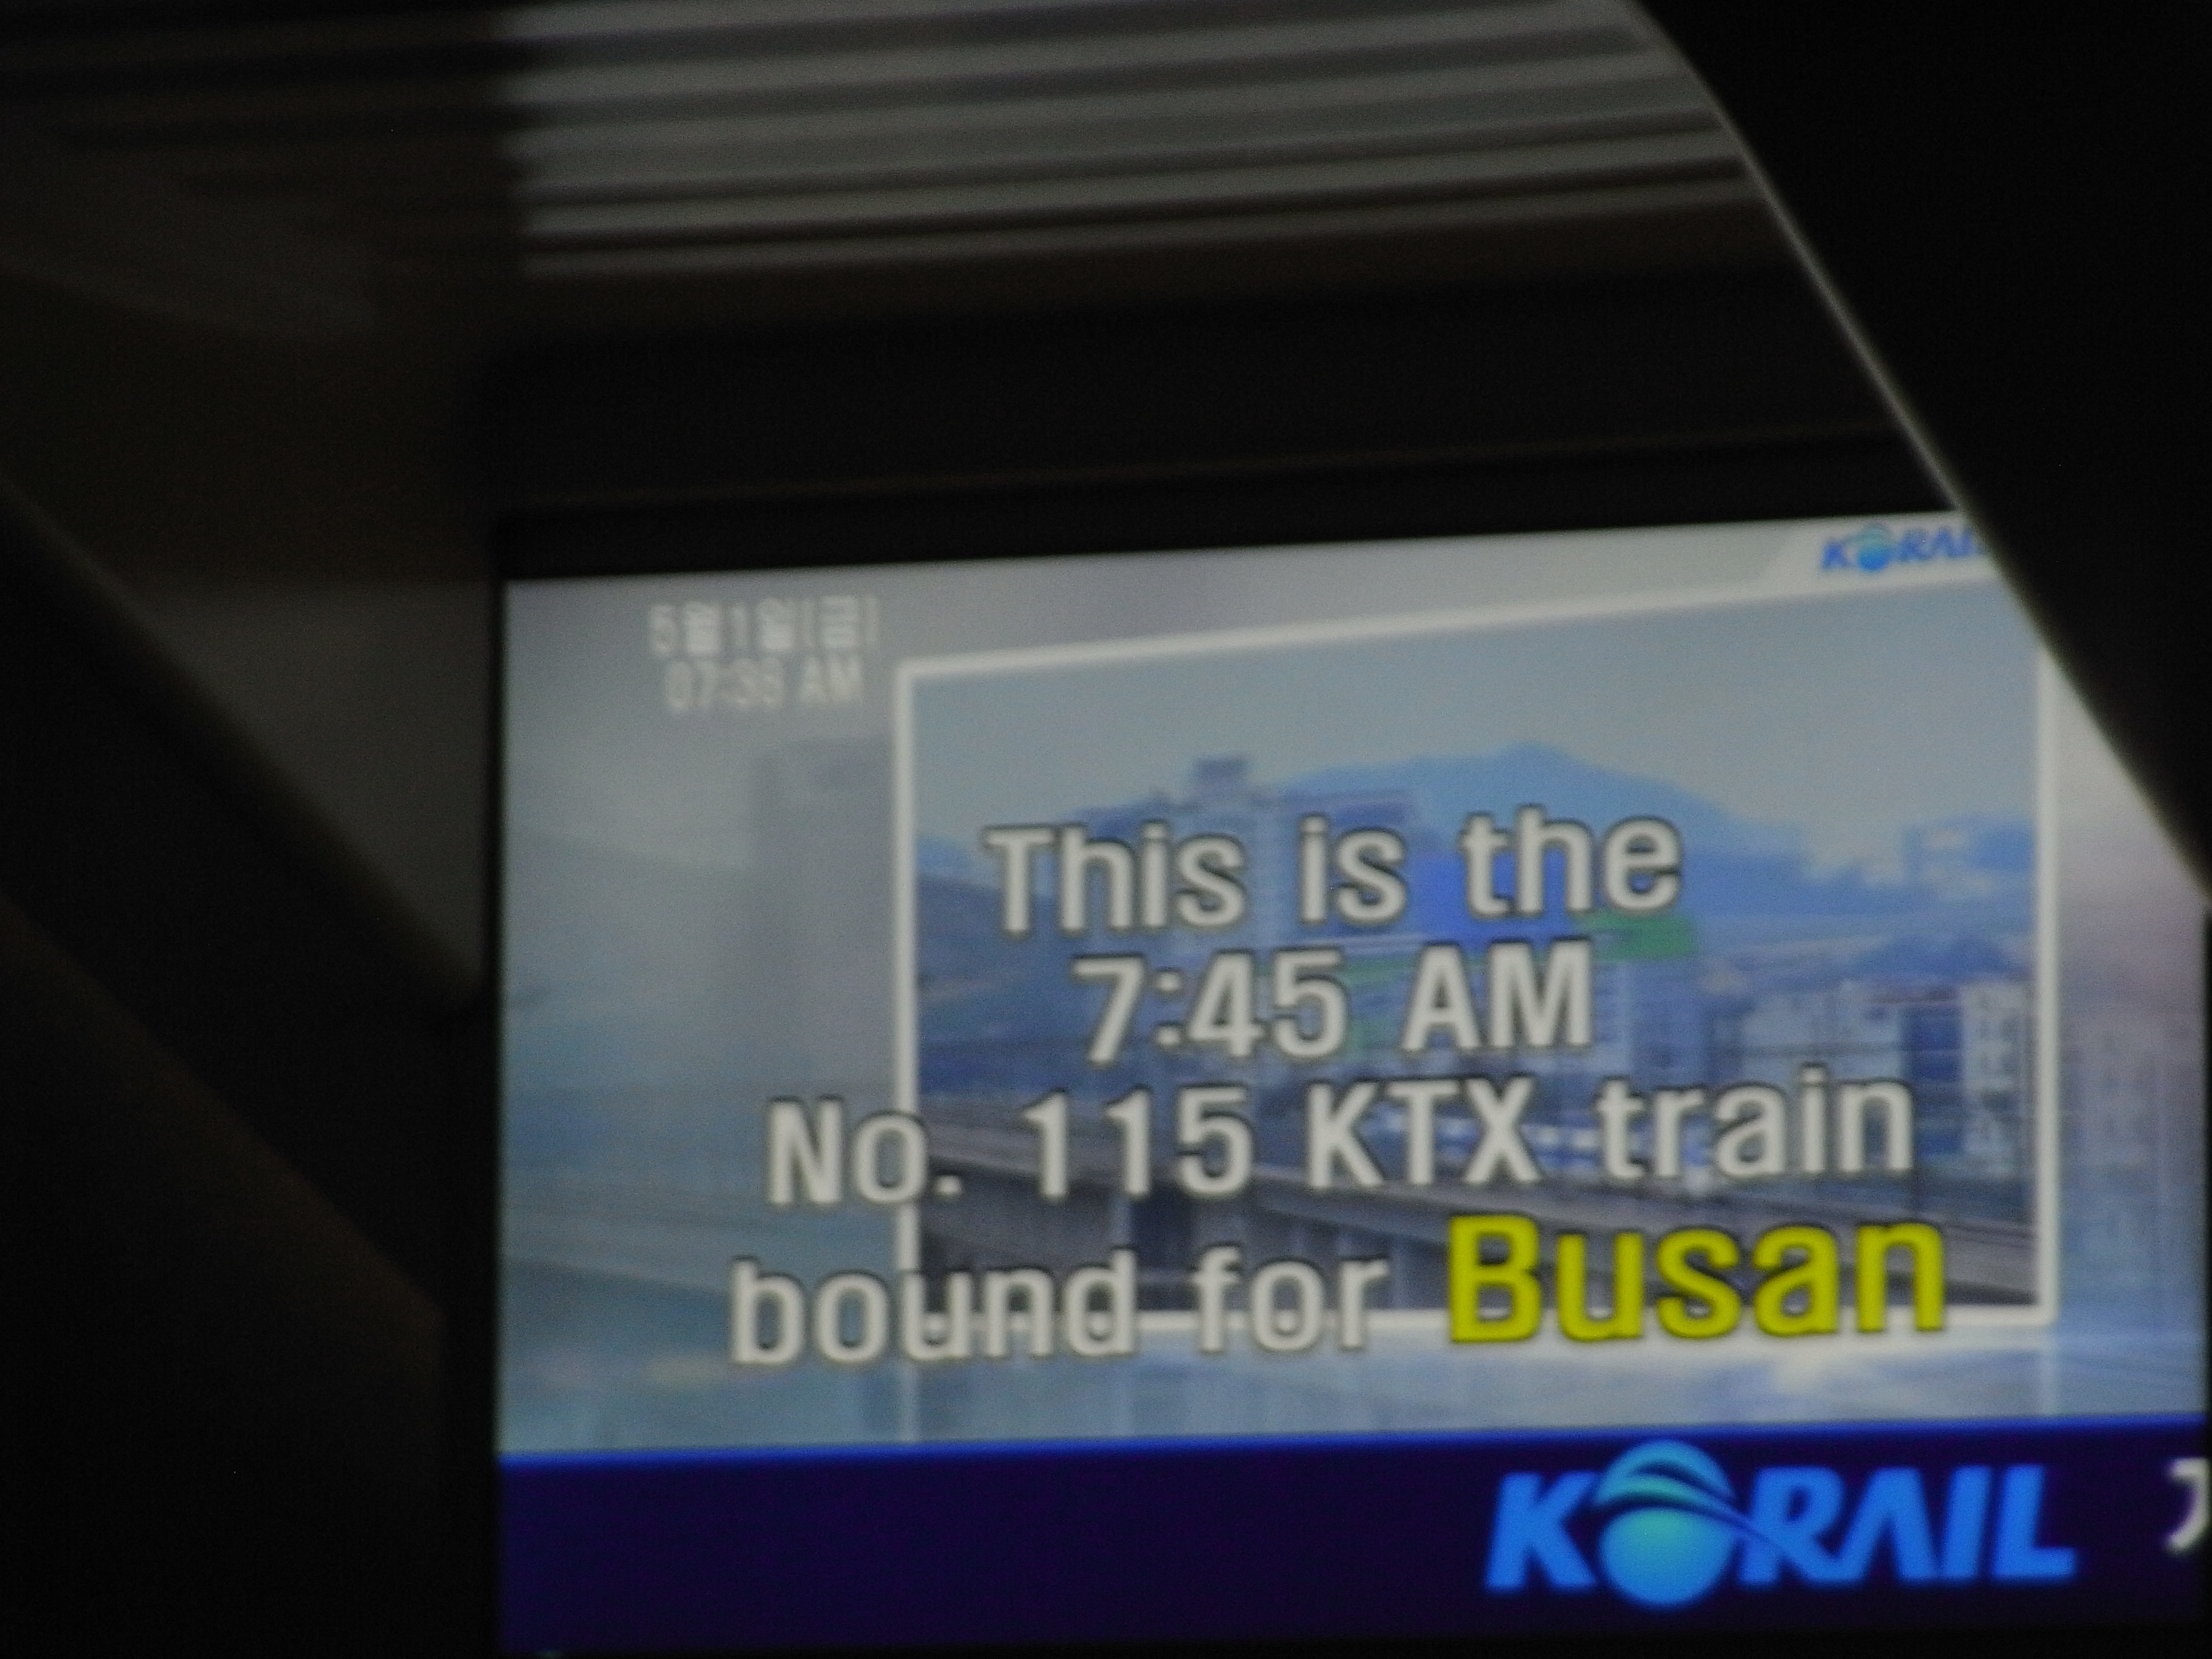 KORAIL
5월 1일(금)
07:36 AM
This is the
7:45 AM
No. 115 KTX train
bound for Busan
KORAIL